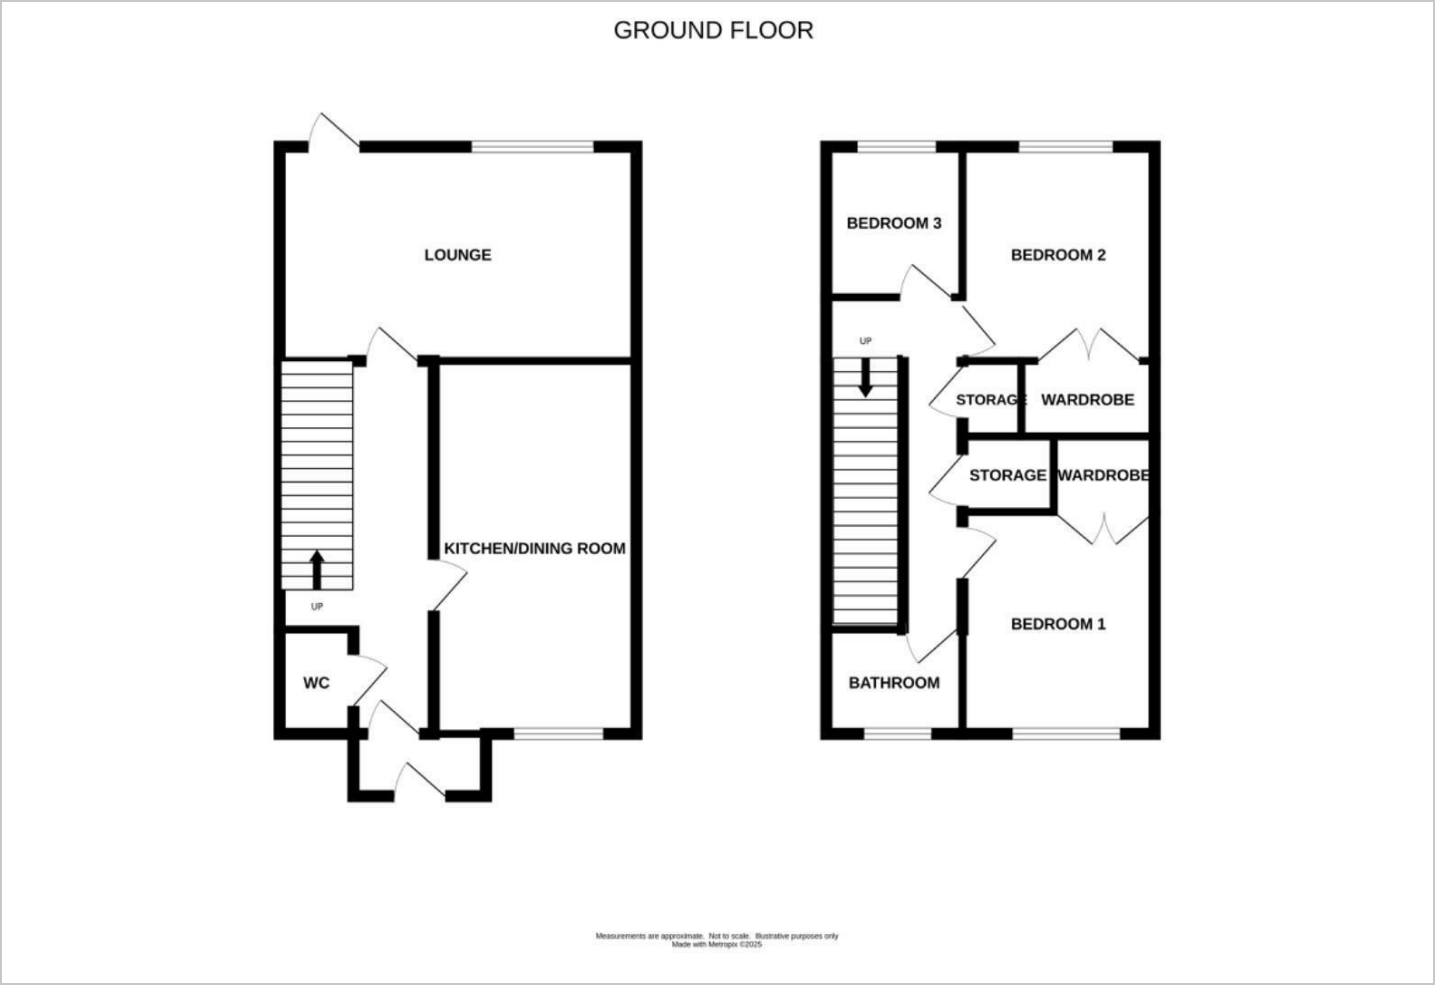 GROUND FLOOR
LOUNGE
KITCHEN/DINING ROOM
UP
WC
BEDROOM 3
BEDROOM 2
UP
STORAGE
WARDROBE
STORAGE
WARDROBE
BEDROOM 1
BATHROOM
Measurements are approximate. Not to scale. Illustrative purposes only
Made with Metropix ©2025